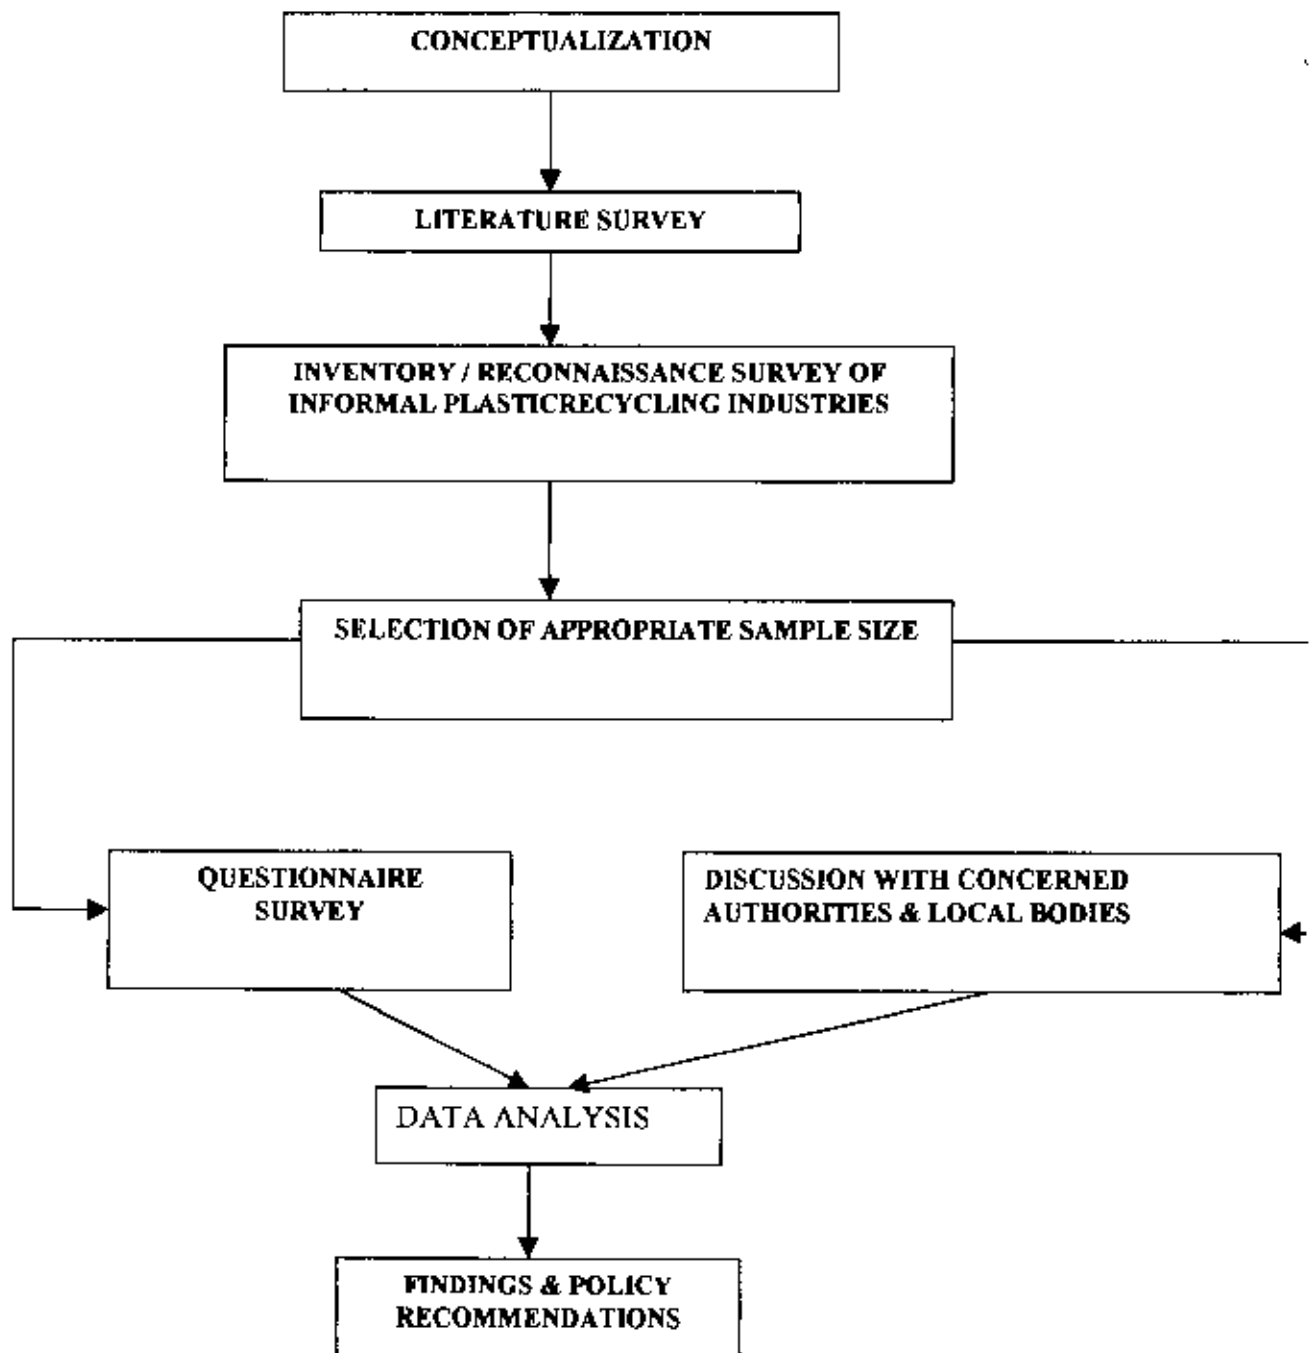 CONCEPTUALIZATION
LITERATURE SURVEY
INVENTORY / RECONNAISSANCE SURVEY OF
INFORMAL PLASTICRECYCLING INDUSTRIES
SELECTION OF APPROPRIATE SAMPLE SIZE
QUESTIONNAIRE
SURVEY
DISCUSSION WITH CONCERNED
AUTHORITIES & LOCAL BODIES
DATA ANALYSIS
FINDINGS & POLICY
RECOMMENDATIONS